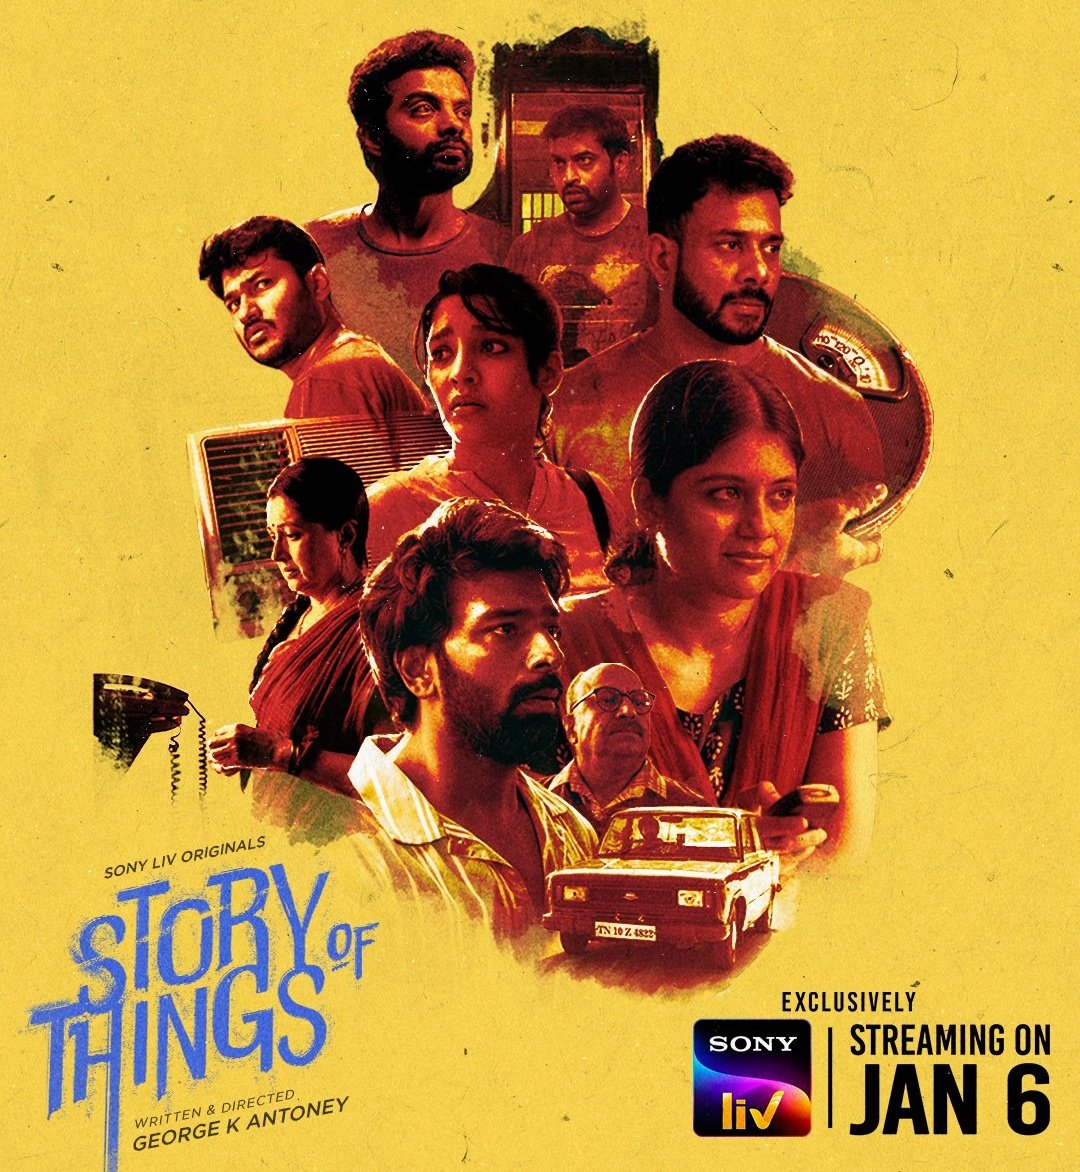 SONY LIV ORIGINALS
STORY OF
THINGS
WRITTEN & DIRECTED
GEORGE K ANTONEY
TN 10 Z 4822
EXCLUSIVELY
SONY
liv
STREAMING ON
JAN 6